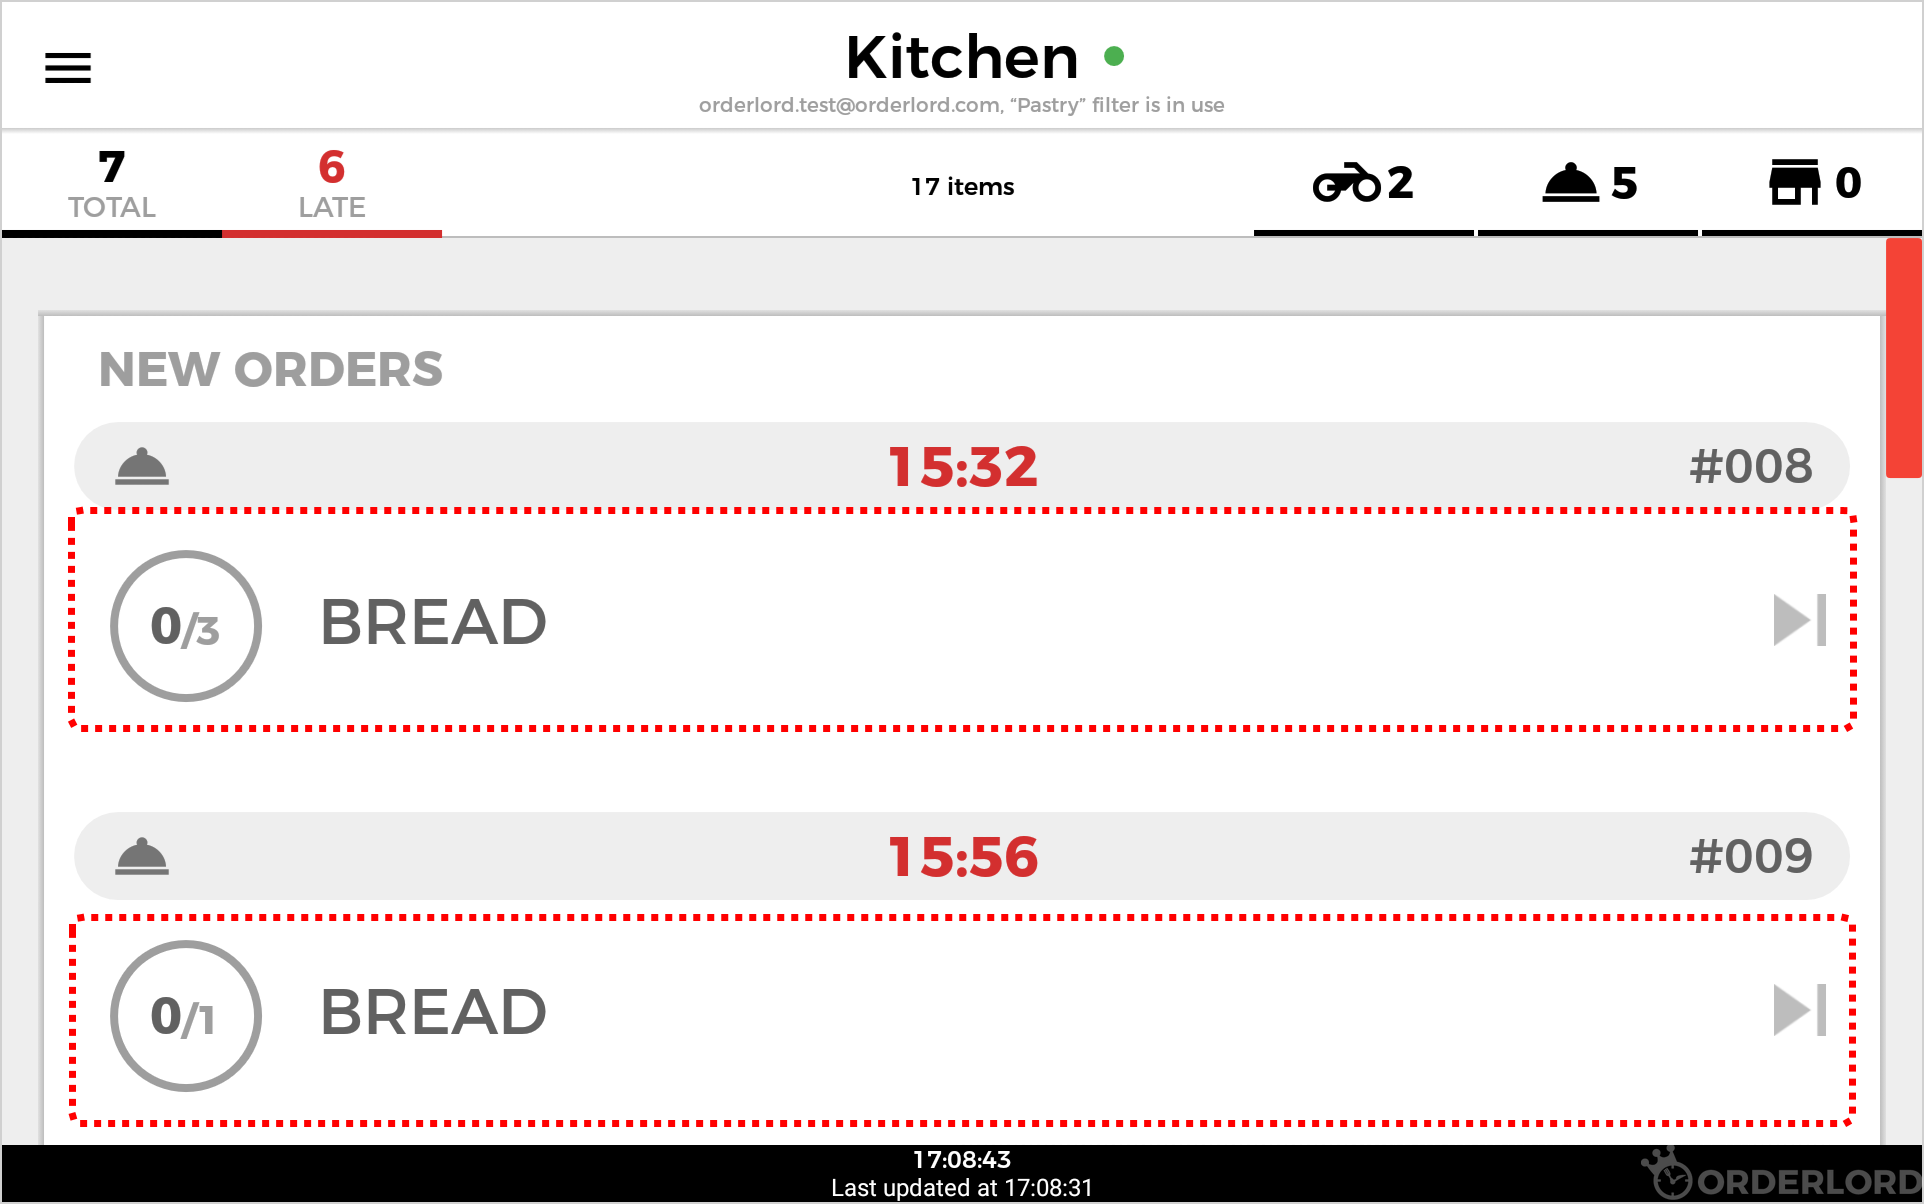 Kitchen
orderlord.test@orderlord.com, “Pastry” filter is in use
7
TOTAL
6
LATE
17 items
2
5
0
NEW ORDERS
15:32
#008
0/3
BREAD
15:56
#009
0/1
BREAD
17:08:43
Last updated at 17:08:31
ORDERLORD